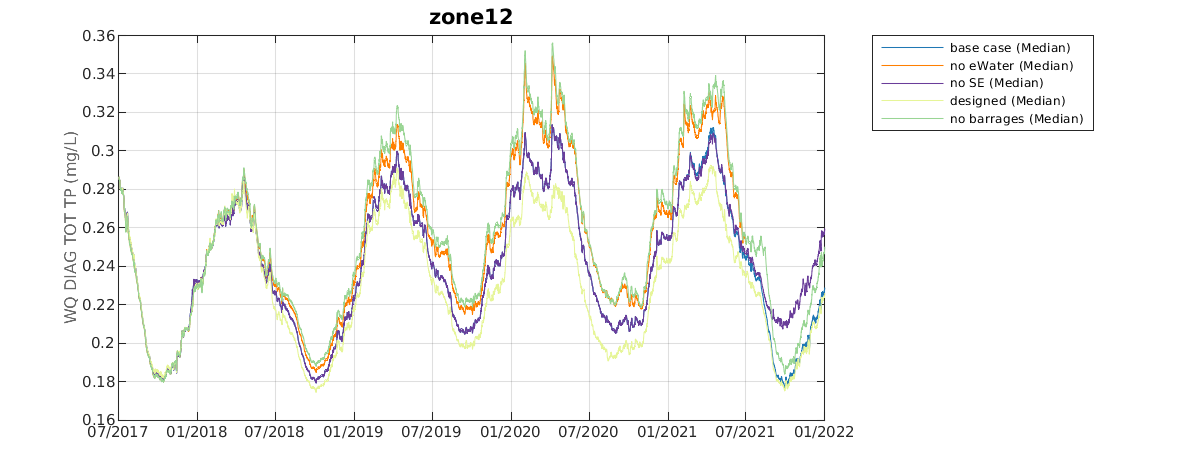 zone12
WQ DIAG TOT TP (mg/L)
0.36
0.34
0.32
0.3
0.28
0.26
0.24
0.22
0.2
0.18
0.16
07/2017 01/2018 07/2018 01/2019 07/2019 01/2020 07/2020 01/2021 07/2021 01/2022
base case (Median)
no eWater (Median)
no SE (Median)
designed (Median)
no barrages (Median)